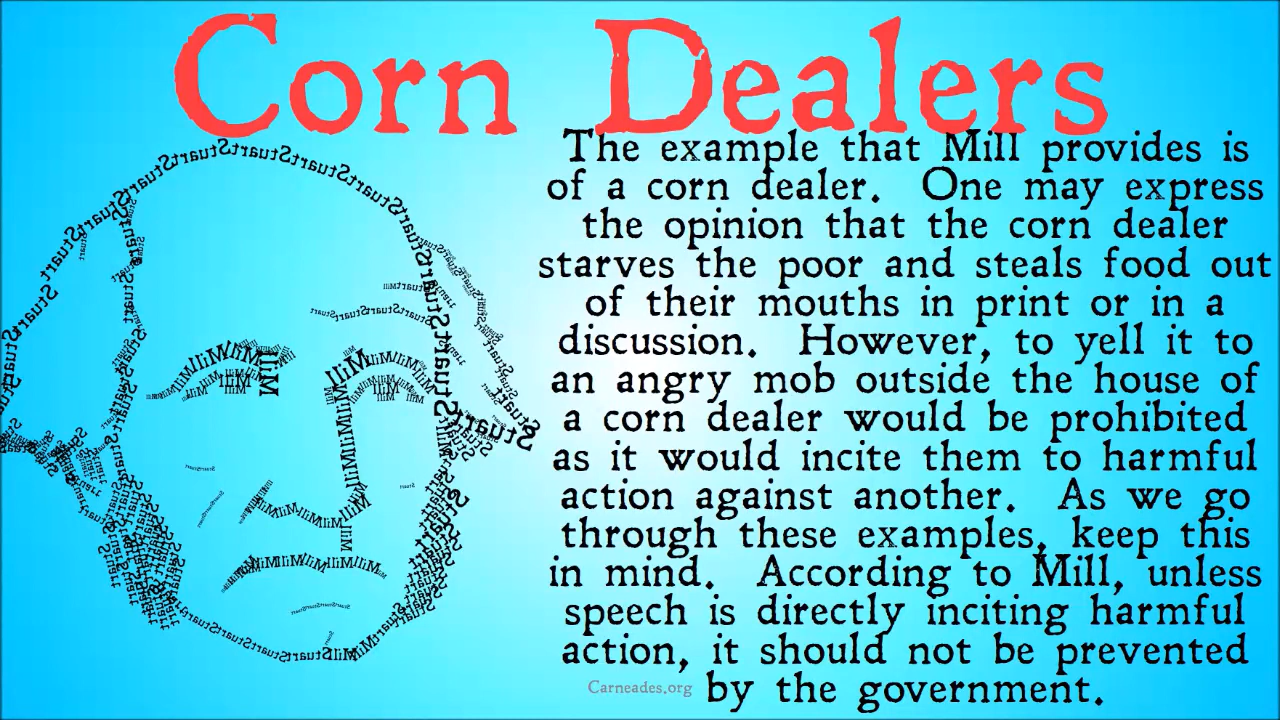 Corn Dealers
The example that Mill provides is
of a corn dealer. One may express
the opinion that the corn dealer
starves the poor and steals food out
of their mouths in print or in a
discussion. However, to yell it to
an angry mob outside the house of
a corn dealer would be prohibited
as it would incite them to harmful
action against another. As we go
through these examples, keep this
in mind. According to Mill, unless
speech is directly inciting harmful
action, it should not be prevented
by the government.
Carneades.org